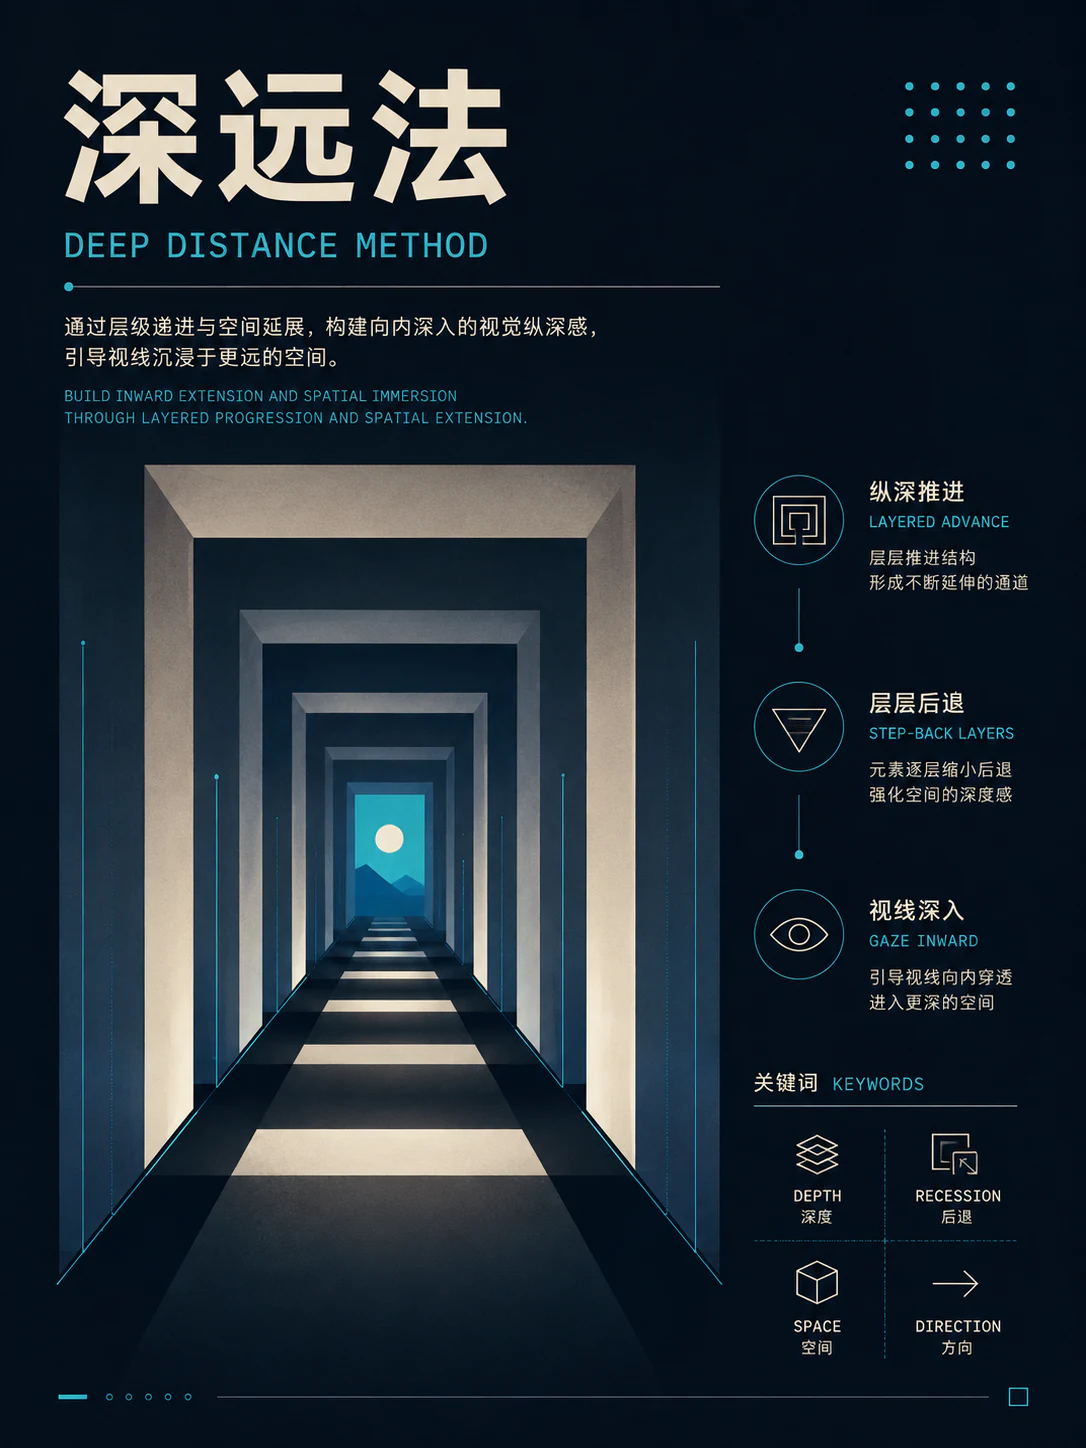 深远法
DEEP DISTANCE METHOD
通过层级递进与空间延展，构建向内深入的视觉纵深感，
引导视线沉浸于更远的空间。
BUILD INWARD EXTENSION AND SPATIAL IMMERSION
THROUGH LAYERED PROGRESSION AND SPATIAL EXTENSION.
纵深推进
LAYERED ADVANCE
层层推进结构
形成不断延伸的通道
层层后退
STEP-BACK LAYERS
元素逐层缩小后退
强化空间的深度感
视线深入
GAZE INWARD
引导视线向内穿透
进入更深的空间
关键词 KEYWORDS
DEPTH
深度
RECESSION
后退
SPACE
空间
DIRECTION
方向